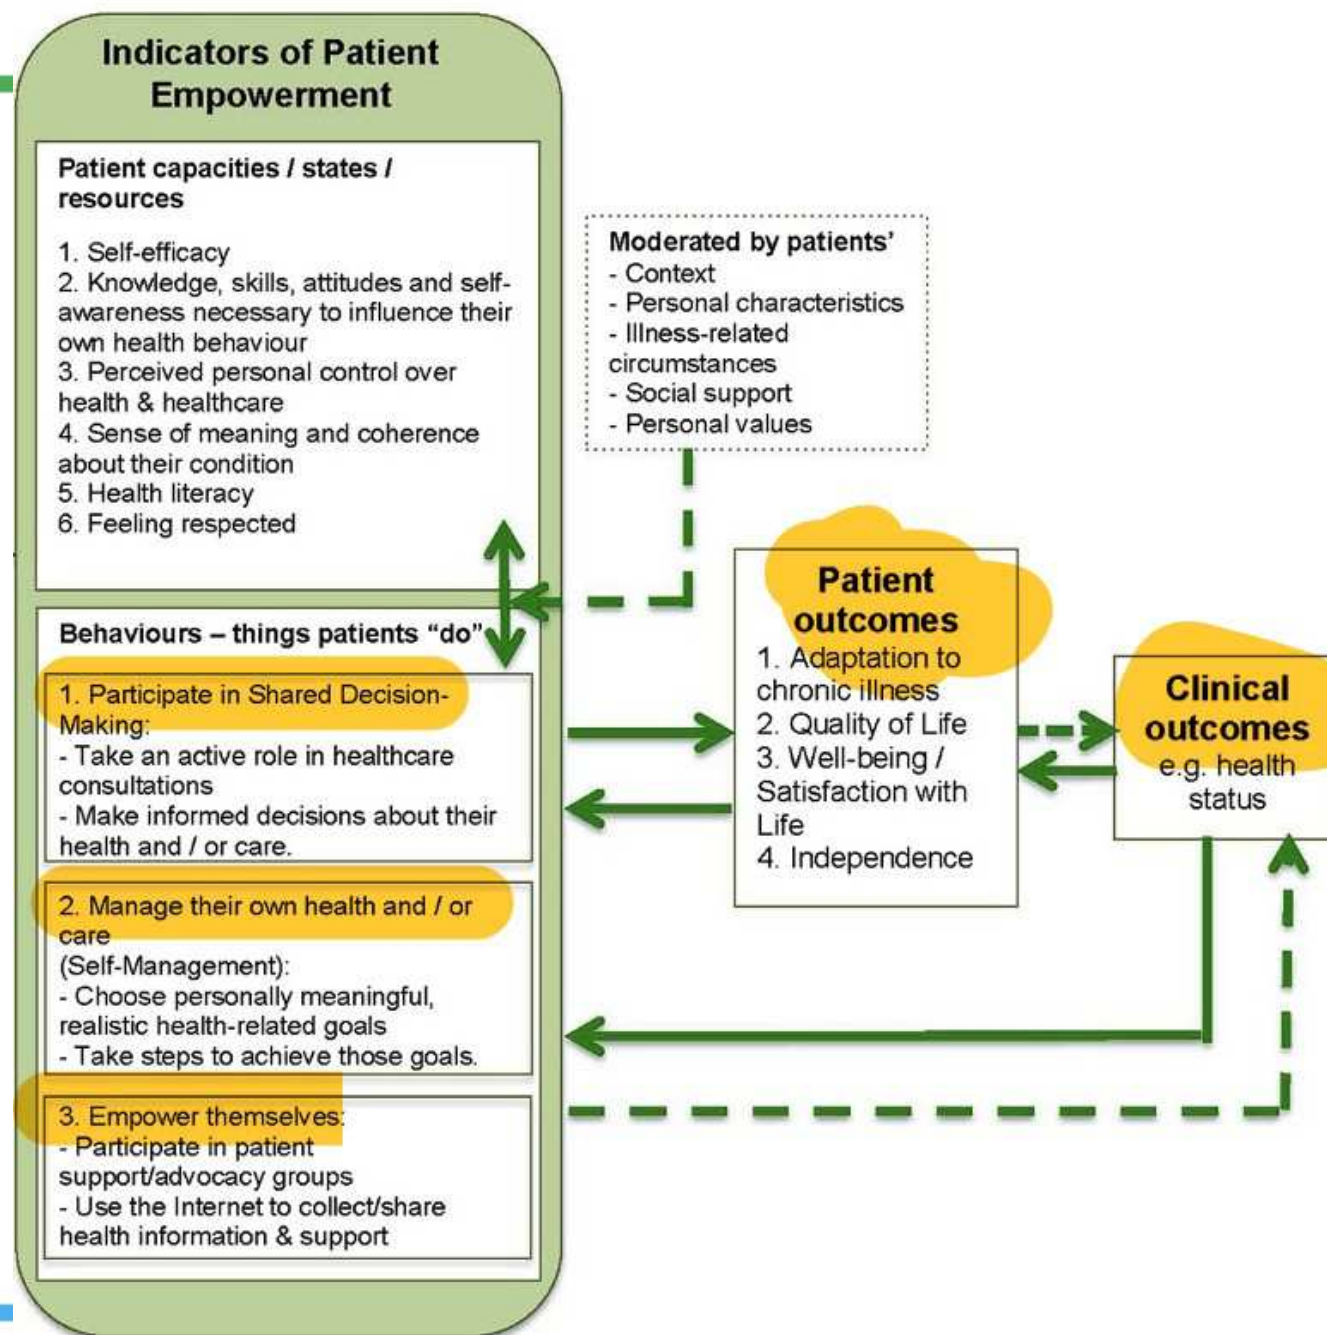 Indicators of Patient
Empowerment
Patient capacities / states /
resources
1. Self-efficacy
2. Knowledge, skills, attitudes and self-
awareness necessary to influence their
own health behaviour
3. Perceived personal control over
health & healthcare
4. Sense of meaning and coherence
about their condition
5. Health literacy
6. Feeling respected
Behaviours – things patients “do”
1. Participate in Shared Decision-
Making:
- Take an active role in healthcare
consultations
- Make informed decisions about their
health and / or care.
2. Manage their own health and / or
care
(Self-Management):
- Choose personally meaningful,
realistic health-related goals
- Take steps to achieve those goals.
3. Empower themselves:
- Participate in patient
support/advocacy groups
- Use the Internet to collect/share
health information & support
Moderated by patients’
- Context
- Personal characteristics
- Illness-related
circumstances
- Social support
- Personal values
Patient
outcomes
1. Adaptation to
chronic illness
2. Quality of Life
3. Well-being /
Satisfaction with
Life
4. Independence
Clinical
outcomes
e.g. health
status